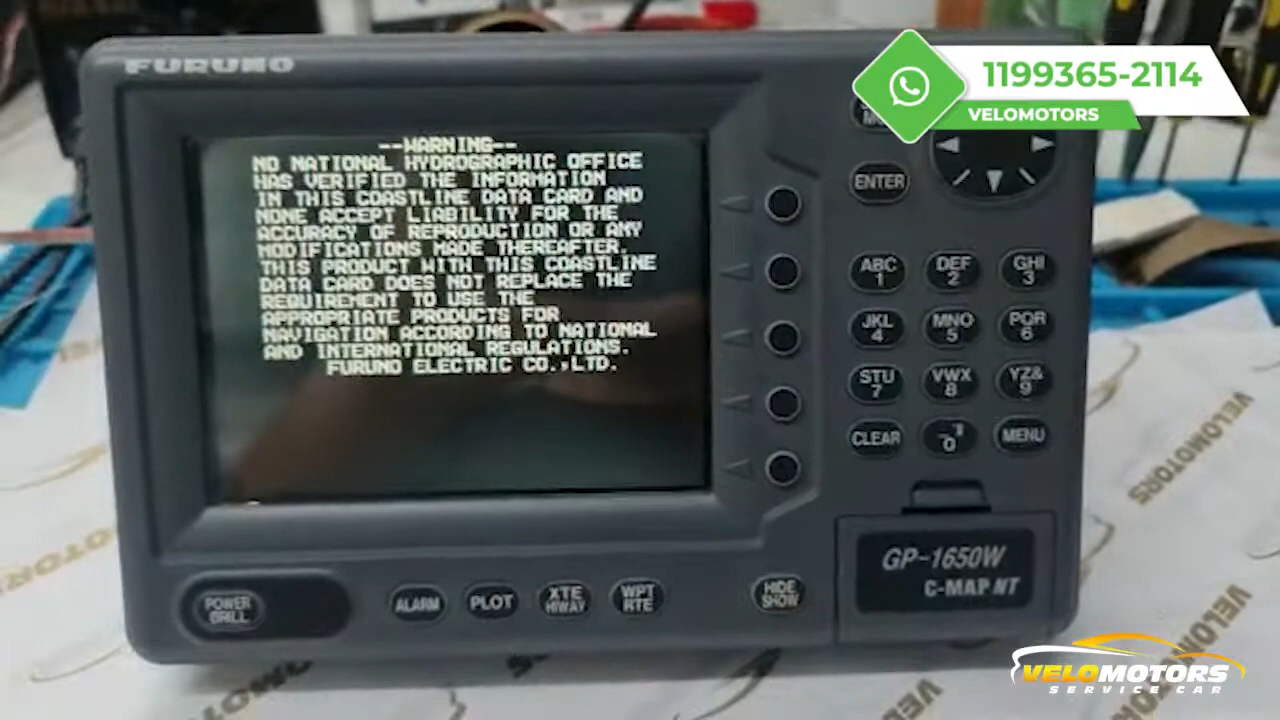 FURUNO
1199365-2114
VELOMOTORS
--WARNING--
NO NATIONAL HYDROGRAPHIC OFFICE
HAS VERIFIED THE INFORMATION
IN THIS COASTLINE DATA CARD AND
NONE ACCEPT LIABILITY FOR THE
ACCURACY OF REPRODUCTION OR ANY
MODIFICATIONS MADE THEREAFTER.
THIS PRODUCT WITH THIS COASTLINE
DATA CARD DOES NOT REPLACE THE
REQUIREMENT TO USE THE
APPROPRIATE PRODUCTS FOR
NAVIGATION ACCORDING TO NATIONAL
AND INTERNATIONAL REGULATIONS.
FURUNO ELECTRIC CO.,LTD.
ENTER
ABC
1
DEF
2
GHI
3
JKL
4
MNO
5
PQR
6
STU
7
VWX
8
YZ&
9
CLEAR
0
MENU
GP-1650W
C-MAP NT
POWER
BRILL
ALARM
PLOT
XTE
HIWAY
WPT
RTE
HIDE
SHOW
VELOMOTORS
VELOMOTORS
VELOMOTORS
VELOMOTORS
SERVICE CAR